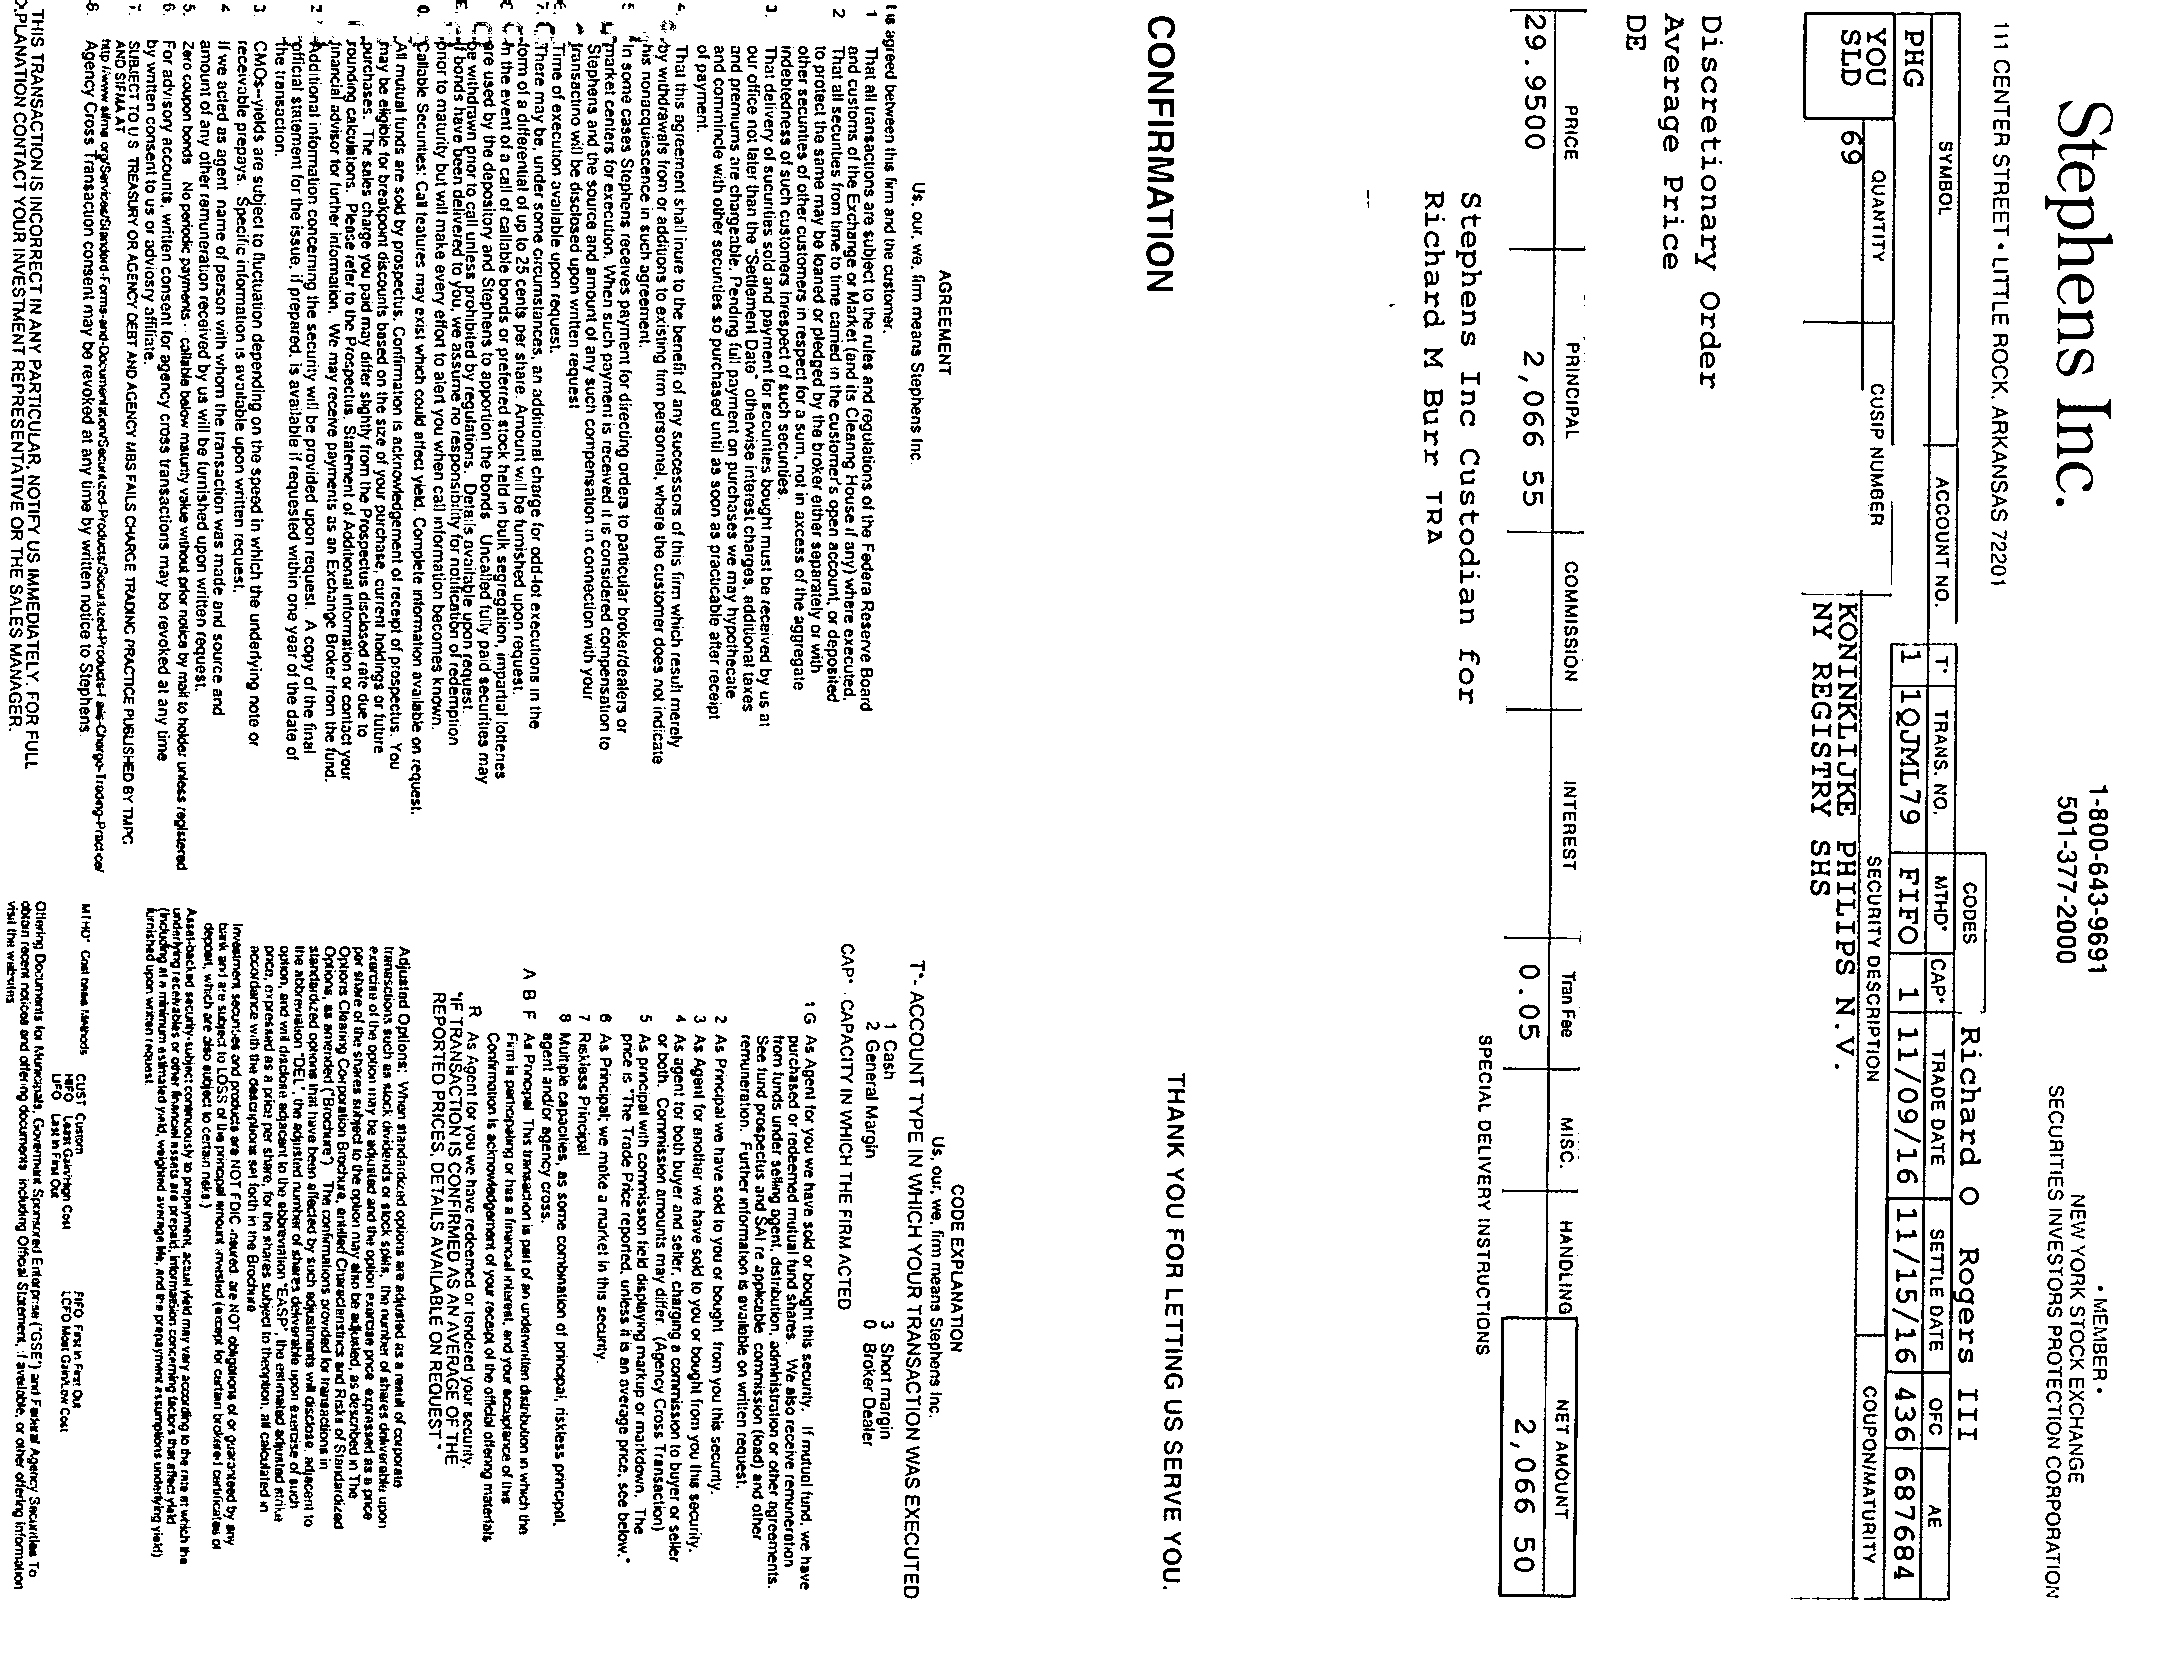 Stephens Inc.
111 CENTER STREET • LITTLE ROCK, ARKANSAS 72201
1-800-643-9691
501-377-2000
• MEMBER •
NEW YORK STOCK EXCHANGE
SECURITIES INVESTORS PROTECTION CORPORATION
Richard O Rogers III
CODES
SYMBOL ACCOUNT NO. T* TRANS. NO. MTHD* CAP* TRADE DATE SETTLE DATE OFC AE
PHG 1 1QJML79 FIFO 1 11/09/16 11/15/16 436 687684
YOU QUANTITY CUSIP NUMBER SECURITY DESCRIPTION COUPON/MATURITY
SLD 69 KONINKLIJKE PHILIPS N.V.
NY REGISTRY SHS
Discretionary Order
Average Price
DE
PRICE PRINCIPAL COMMISSION INTEREST Tran Fee MISC. HANDLING NET AMOUNT
29.9500 2,066 55 0.05 2,066 50
SPECIAL DELIVERY INSTRUCTIONS
Stephens Inc Custodian for
Richard M Burr TRA
CONFIRMATION
THANK YOU FOR LETTING US SERVE YOU.
AGREEMENT
Us, our, we, firm means Stephens Inc.
t is agreed between this firm and the customer.
1 That all transactions are subject to the rules and regulations of the Federal Reserve Board
and customs of the Exchange or Market (and its Clearing House if any) where executed.
2 That all securities from time to time carried in the customer's open account, or deposited
to protect the same may be loaned or pledged by the broker either separately or with
other securities of other customers in respect for a sum, not in excess of the aggregate
indebtedness of such customers inrespect of such securities.
3. That delivery of sucnities sold and payment for securities bought must be received by us at
our office not later than the "Settlement Date" otherwise interest charges, additional taxes
and premiums are chargeable. Pending full payment on purchases we may hypothecate
and commincle with other securities so purchased until as soon as practicable after receipt
of payment.
4. That this agreement shall inure to the benefit of any successors of this firm which result merely
by withdrawals from or additions to existing firm personnel, where the customer does not indicate
his nonacquiescence in such agreement.
5 In some cases Stephens receives payment for directing orders to particular broker/dealers or
market centers for execution. When such payment is received it is considered compensation to
Stephens and the source and amount of any such compensation in connection with your
transactino will be disclosed upon written request
Time of execution available upon request.
7. There may be, under some circumstances, an additional charge for odd-lot executions in the
form of a differential of up to 25 cents per share. Amount will be furnished upon request.
In the event of a call of callable bonds or preferred stock held in bulk segregation, impartial lotteries
are used by the depository and Stephens to apportion the bonds Uncalled fully paid securities may
be withdrawn prior to call unless prohibited by regulations. Details available upon request.
If bonds have been delivered to you, we assume no responsibility for notification of redemption
prior to maturity but will make every effort to alert you when call information becomes known.
0. Callable Securities: Call features may exist which could affect yield. Complete information available on request.
All mutual funds are sold by prospectus. Confirmation is acknowledgement of receipt of prospectus. You
may be eligible for breakpoint discounts based on the size of your purchase, current holdings or future
purchases. The sales charge you paid may differ slightly from the Prospectus disclosed rate due to
rounding calculations. Please refer to the Prospectus, Statement of Additional Information or contact your
financial advisor for further information. We may receive payments as an Exchange Broker from the fund.
2 Additional information concerning the security will be provided upon request. A copy of the final
official statement for the issue, if prepared, is available if requested within one year of the date of
the transaction.
3. CMOs--yields are subject to fluctuation depending on the speed in which the underlying note or
receivable prepays. Specific information is available upon written request.
4 If we acted as agent name of person with whom the transaction was made and source and
amount of any other remuneration received by us will be furnished upon written request.
5. Zero coupon bonds No periodic payments - callable below maturity value without prior notice by mail to holder unless registered
6. For advisory accounts, written consent for agency cross transactions may be revoked at any time
by written consent to us or adviosry affiliate.
7. SUBJECT TO U S TREASURY OR AGENCY DEBT AND AGENCY MBS FAILS CHARGE TRADING PRACTICE PUBLISHED BY TMPG
AND SIFMA AT
http //www sifma org/Services/Standard-Forms-and-Documentation/Securitized-Products/Securitized-Products-Fails-Charge-Trading-Practice/
8. Agency Cross Transaction consent may be revoked at any time by written notice to Stephens
THIS TRANSACTION IS INCORRECT IN ANY PARTICULAR, NOTIFY US IMMEDIATELY. FOR FULL
PLANATION CONTACT YOUR INVESTMENT REPRESENTATIVE OR THE SALES MANAGER.
CODE EXPLANATION
Us, our, we, firm means Stephens Inc.
T*- ACCOUNT TYPE IN WHICH YOUR TRANSACTION WAS EXECUTED
1 Cash 3 Short margin
2 General Margin 0 Broker Dealer
CAP* - CAPACITY IN WHICH THE FIRM ACTED
1 G As Agent for you we have sold or bought this security. If mutual fund, we have
purchased or redeemed mutual fund shares. We also receive remuneration
from funds under selling agent, distribution, administration or other agreements.
See fund prospectus and SAI re applicable commission (load) and other
remuneration. Further information is available on written request.
2 As Principal we have sold to you or bought from you this security.
3 As Agent for another we have sold to you or bought from you this security.
4 As agent for both buyer and seller, charging a commission to buyer or seller
or both. Commission amounts may differ. (Agency Cross Transaction)
5 As principal with commission field displaying markup or markdown. The
price is "The Trade Price reported, unless it is an average price, see below."
6 As Principal; we make a market in this security.
7 Riskless Principal
8 Multiple capacities, as some combination of principal, riskless principal,
agent and/or agency cross.
A B F As Principal This transaction is part of an underwritten distribution in which the
Firm is participating or has a financial interest, and your acceptance of this
Confirmation is acknowledgement of your receipt of the official offering materials
R As Agent for you we have redeemed or tendered your security.
"IF TRANSACTION IS CONFIRMED AS AN AVERAGE OF THE
REPORTED PRICES, DETAILS AVAILABLE ON REQUEST"
Adjusted Options: When standardized options are adjusted as a result of corporate
transactions such as stock dividends or stock splits, the number of shares deliverable upon
exercise of the option may be adjusted and the option exercise price expressed as a price
per share of the shares subject to the option may also be adjusted, as described in The
Options Clearing Corporation Brochure, entitled Characteristics and Risks of Standardized
Options, as amended ("Brochure") The confirmations provided for transactions in
standardized options that have been affected by such adjustments will disclose, adjacent to
the abbreviation "DEL", the adjusted number of shares deliverable upon exercise of such
option, and will disclose adjacent to the abbreviation "EASP", the estimated adjusted strike
price, expressed as a price per share, for the shares subject to theoption, all calculated in
accordance with the descriptions set forth in the Brochure
Investment securities and products are NOT FDIC insured are NOT obligations of or guaranteed by any
bank and are subject to LOSS of the principal amount invested (except for certain brokered certificates of
deposit, which are also subject to certain risks)
Asset-backed security-subject continuously to prepayment, actual yield may vary according to the rate at which the
underlying receivables or other financial assets are prepaid, information concerning factors that affect yield
(including at a minimum estimated yield, weighted average life, and the prepayment assumptions underlying yield)
furnished upon written request
MTHD* Cost basis Methods CUST Custom FIFO First in First Out
HIFO Least Gain/High Cost LCFO Most Gain/Low Cost
LIFO Last in First Out
Offering Documents for Municipals, Government Sponsored Enterprise ("GSE") and Federal Agency Securities To
obtain recent notices and offering documents including Official Statement, if available, or other offering information
visit the websites